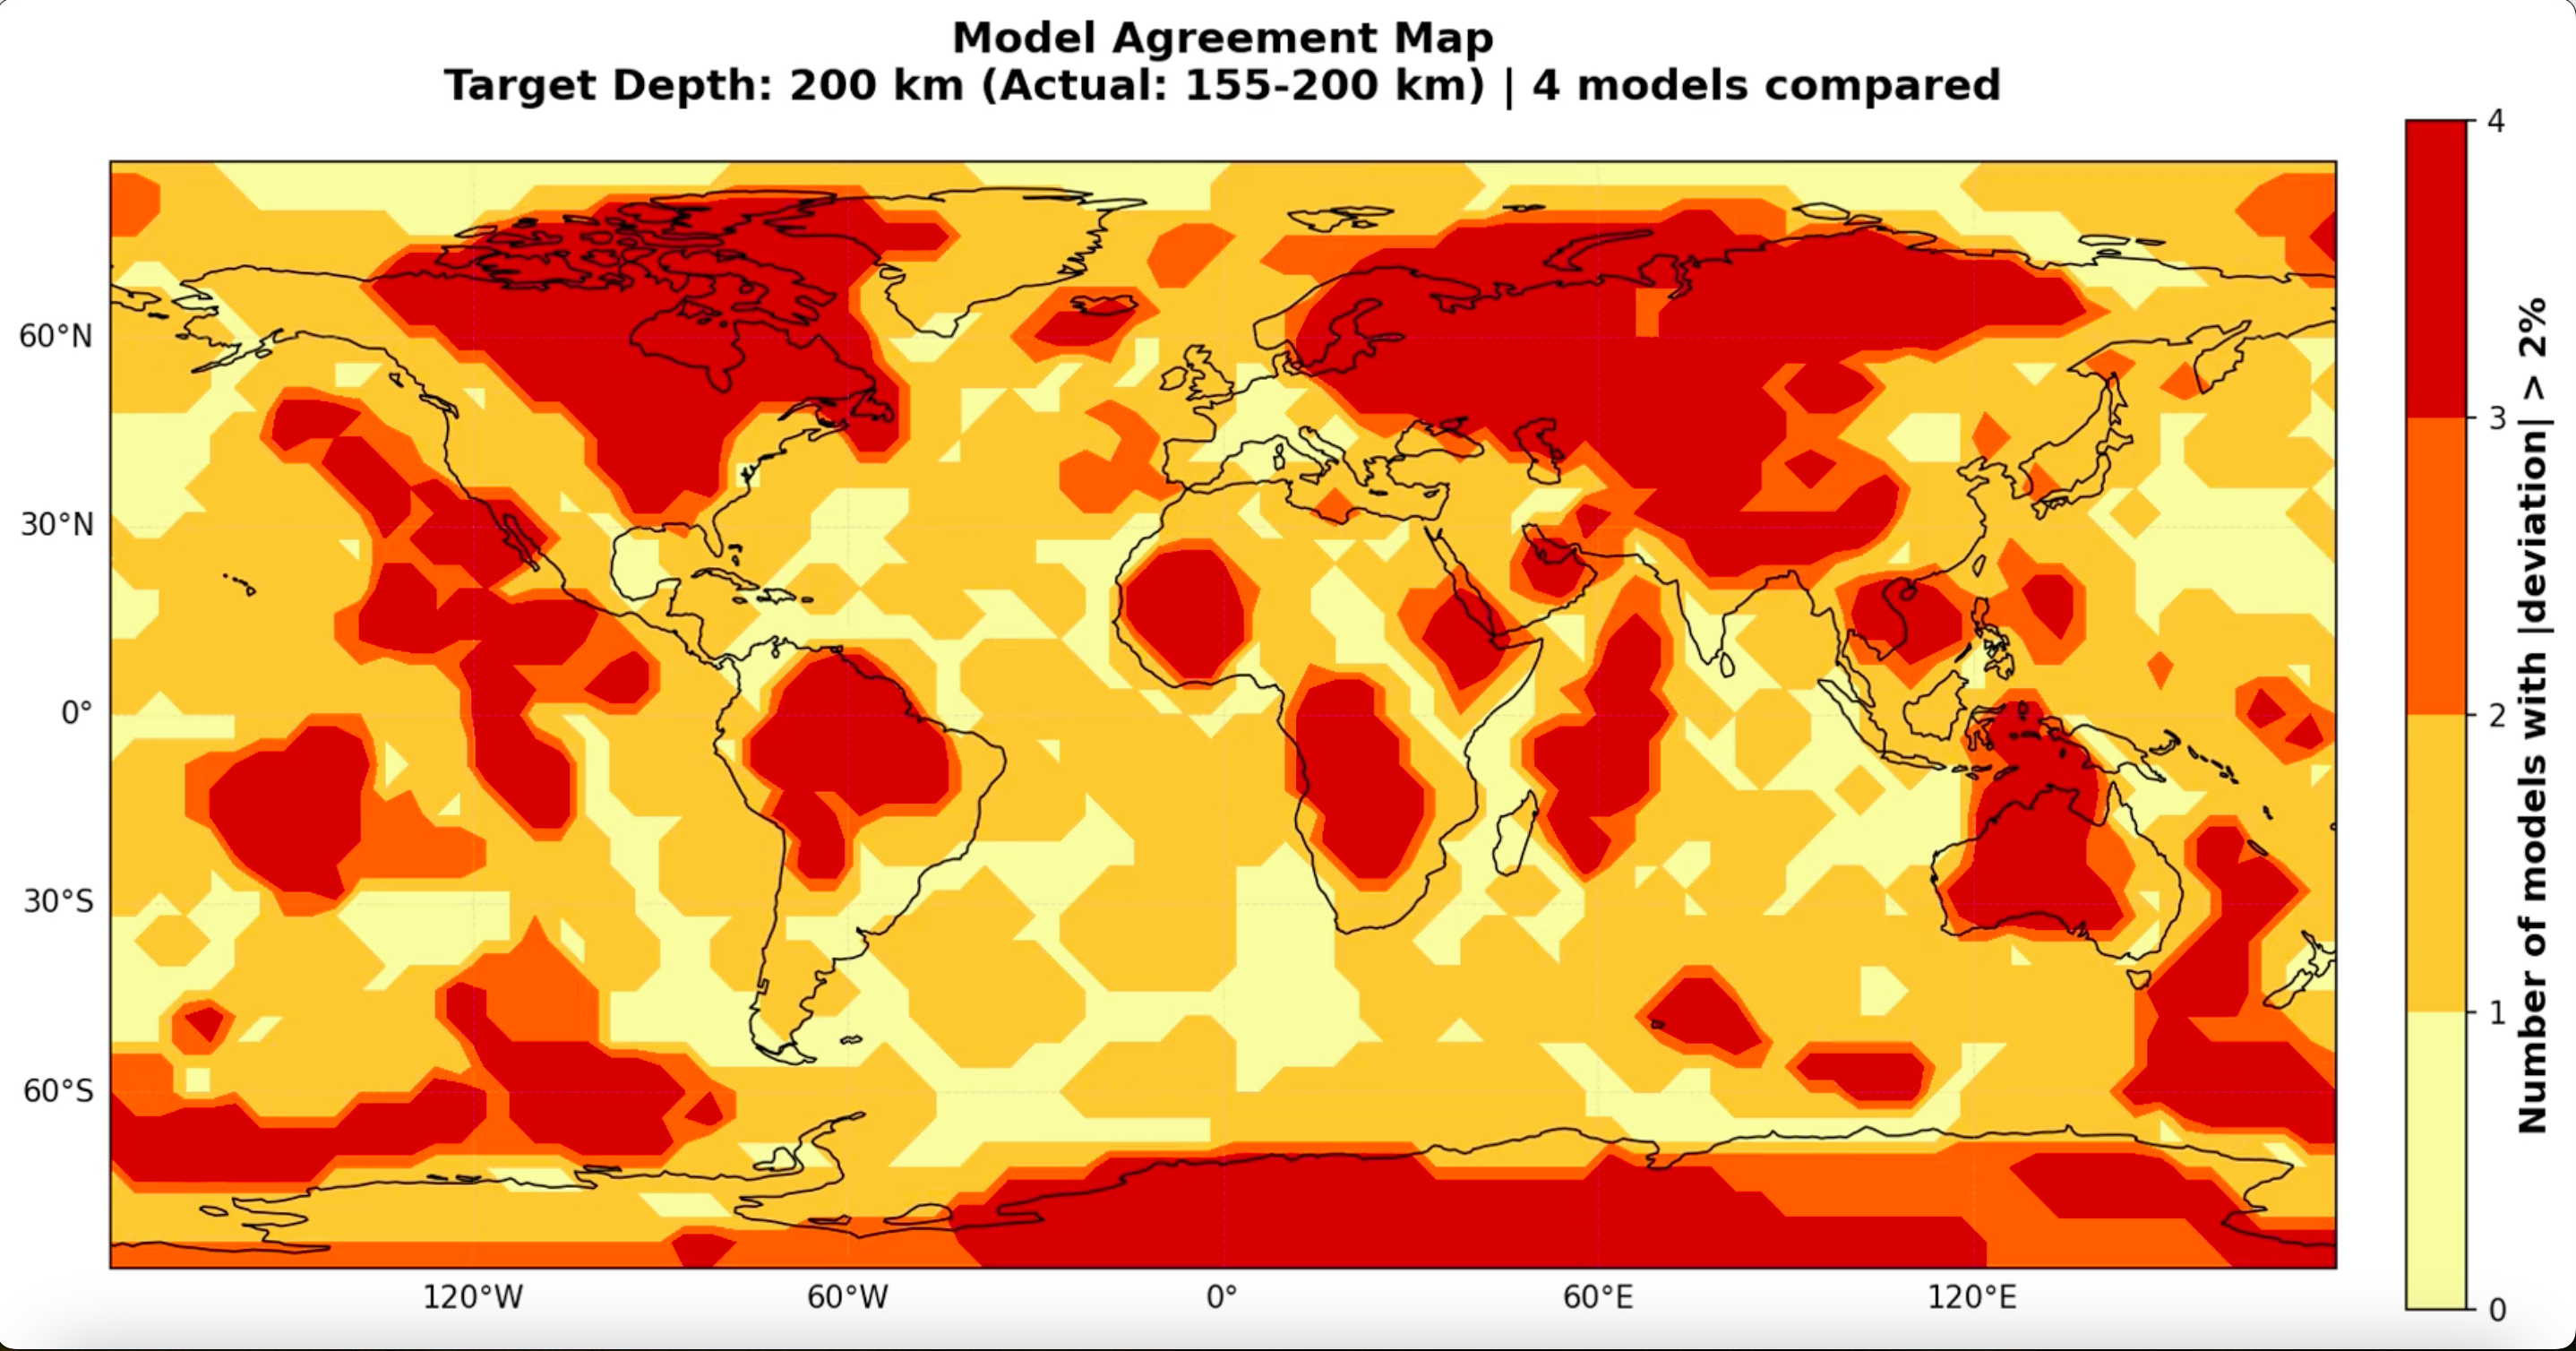 Model Agreement Map
Target Depth: 200 km (Actual: 155-200 km) | 4 models compared
60°N
30°N
0°
30°S
60°S
120°W
60°W
0°
60°E
120°E
4
3
2
1
0
Number of models with |deviation| > 2%